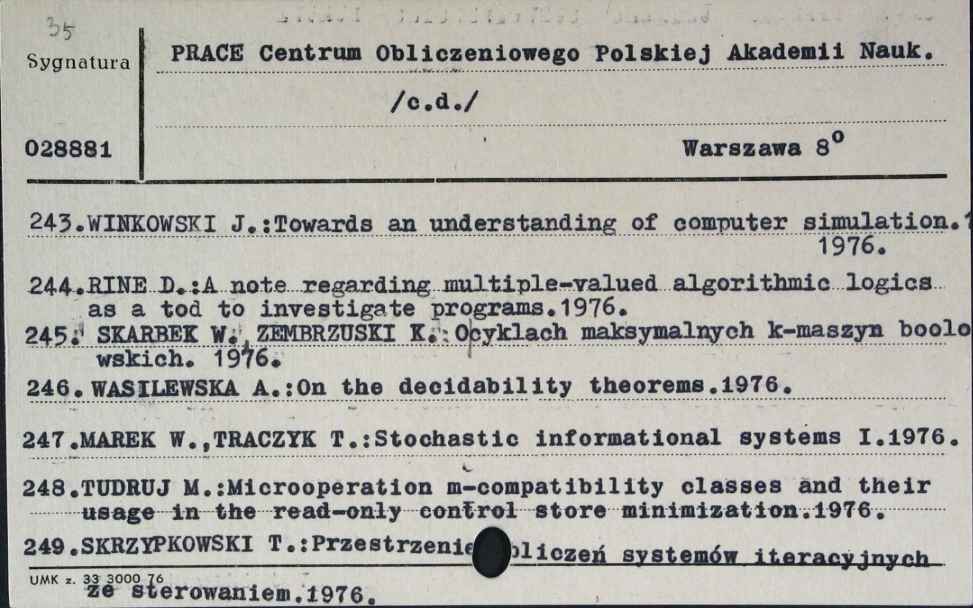 35
Sygnatura
PRACE Centrum Obliczeniowego Polskiej Akademii Nauk.
/c.d./
028881
Warszawa 8º
243.WINKOWSKI J.:Towards an understanding of computer simulation.
1976.
244.RINE D.:A note regarding multiple-valued algorithmic logics
as a tod to investigate programs.1976.
245. SKARBEK W., ZEMBRZUSKI K.:O cyklach maksymalnych k-maszyn boolo
wskich. 1976.
246.WASILEWSKA A.:On the decidability theorems.1976.
247.MAREK W.,TRACZYK T.:Stochastic informational systems I.1976.
248.TUDRUJ M.:Microoperation m-compatibility classes and their
usage in the read-only control store minimization.1976.
249.SKRZYPKOWSKI T.:Przestrzenie bliczeń systemów iteracyjnych
UMK z. 33 3000 76
ze sterowaniem.1976.